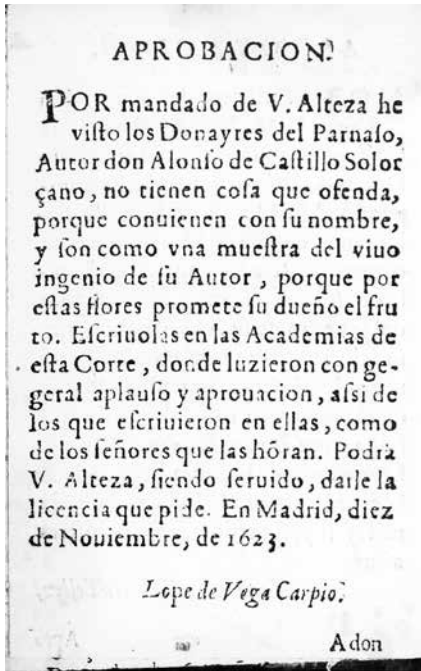 APROBACION.
POR mandado de V. Alteza he
visto los Donayres del Parnaso,
Autor don Alonso de Castillo Solor
çano, no tienen cosa que ofenda,
porque conuienen con su nombre,
y son como vna muestra del viuo
ingenio de su Autor, porque por
estas flores promete su dueño el fru
to. Escriuolas en las Academias de
esta Corte, donde luzieron con ge-
geral aplauso y aprouacion, assi de
los que escriuieron en ellas, como
de los señores que las hõran. Podrà
V. Alteza, siendo seruido, darle la
licencia que pide. En Madrid, diez
de Nouiembre, de 1623.
Lope de Vega Carpio.
A don